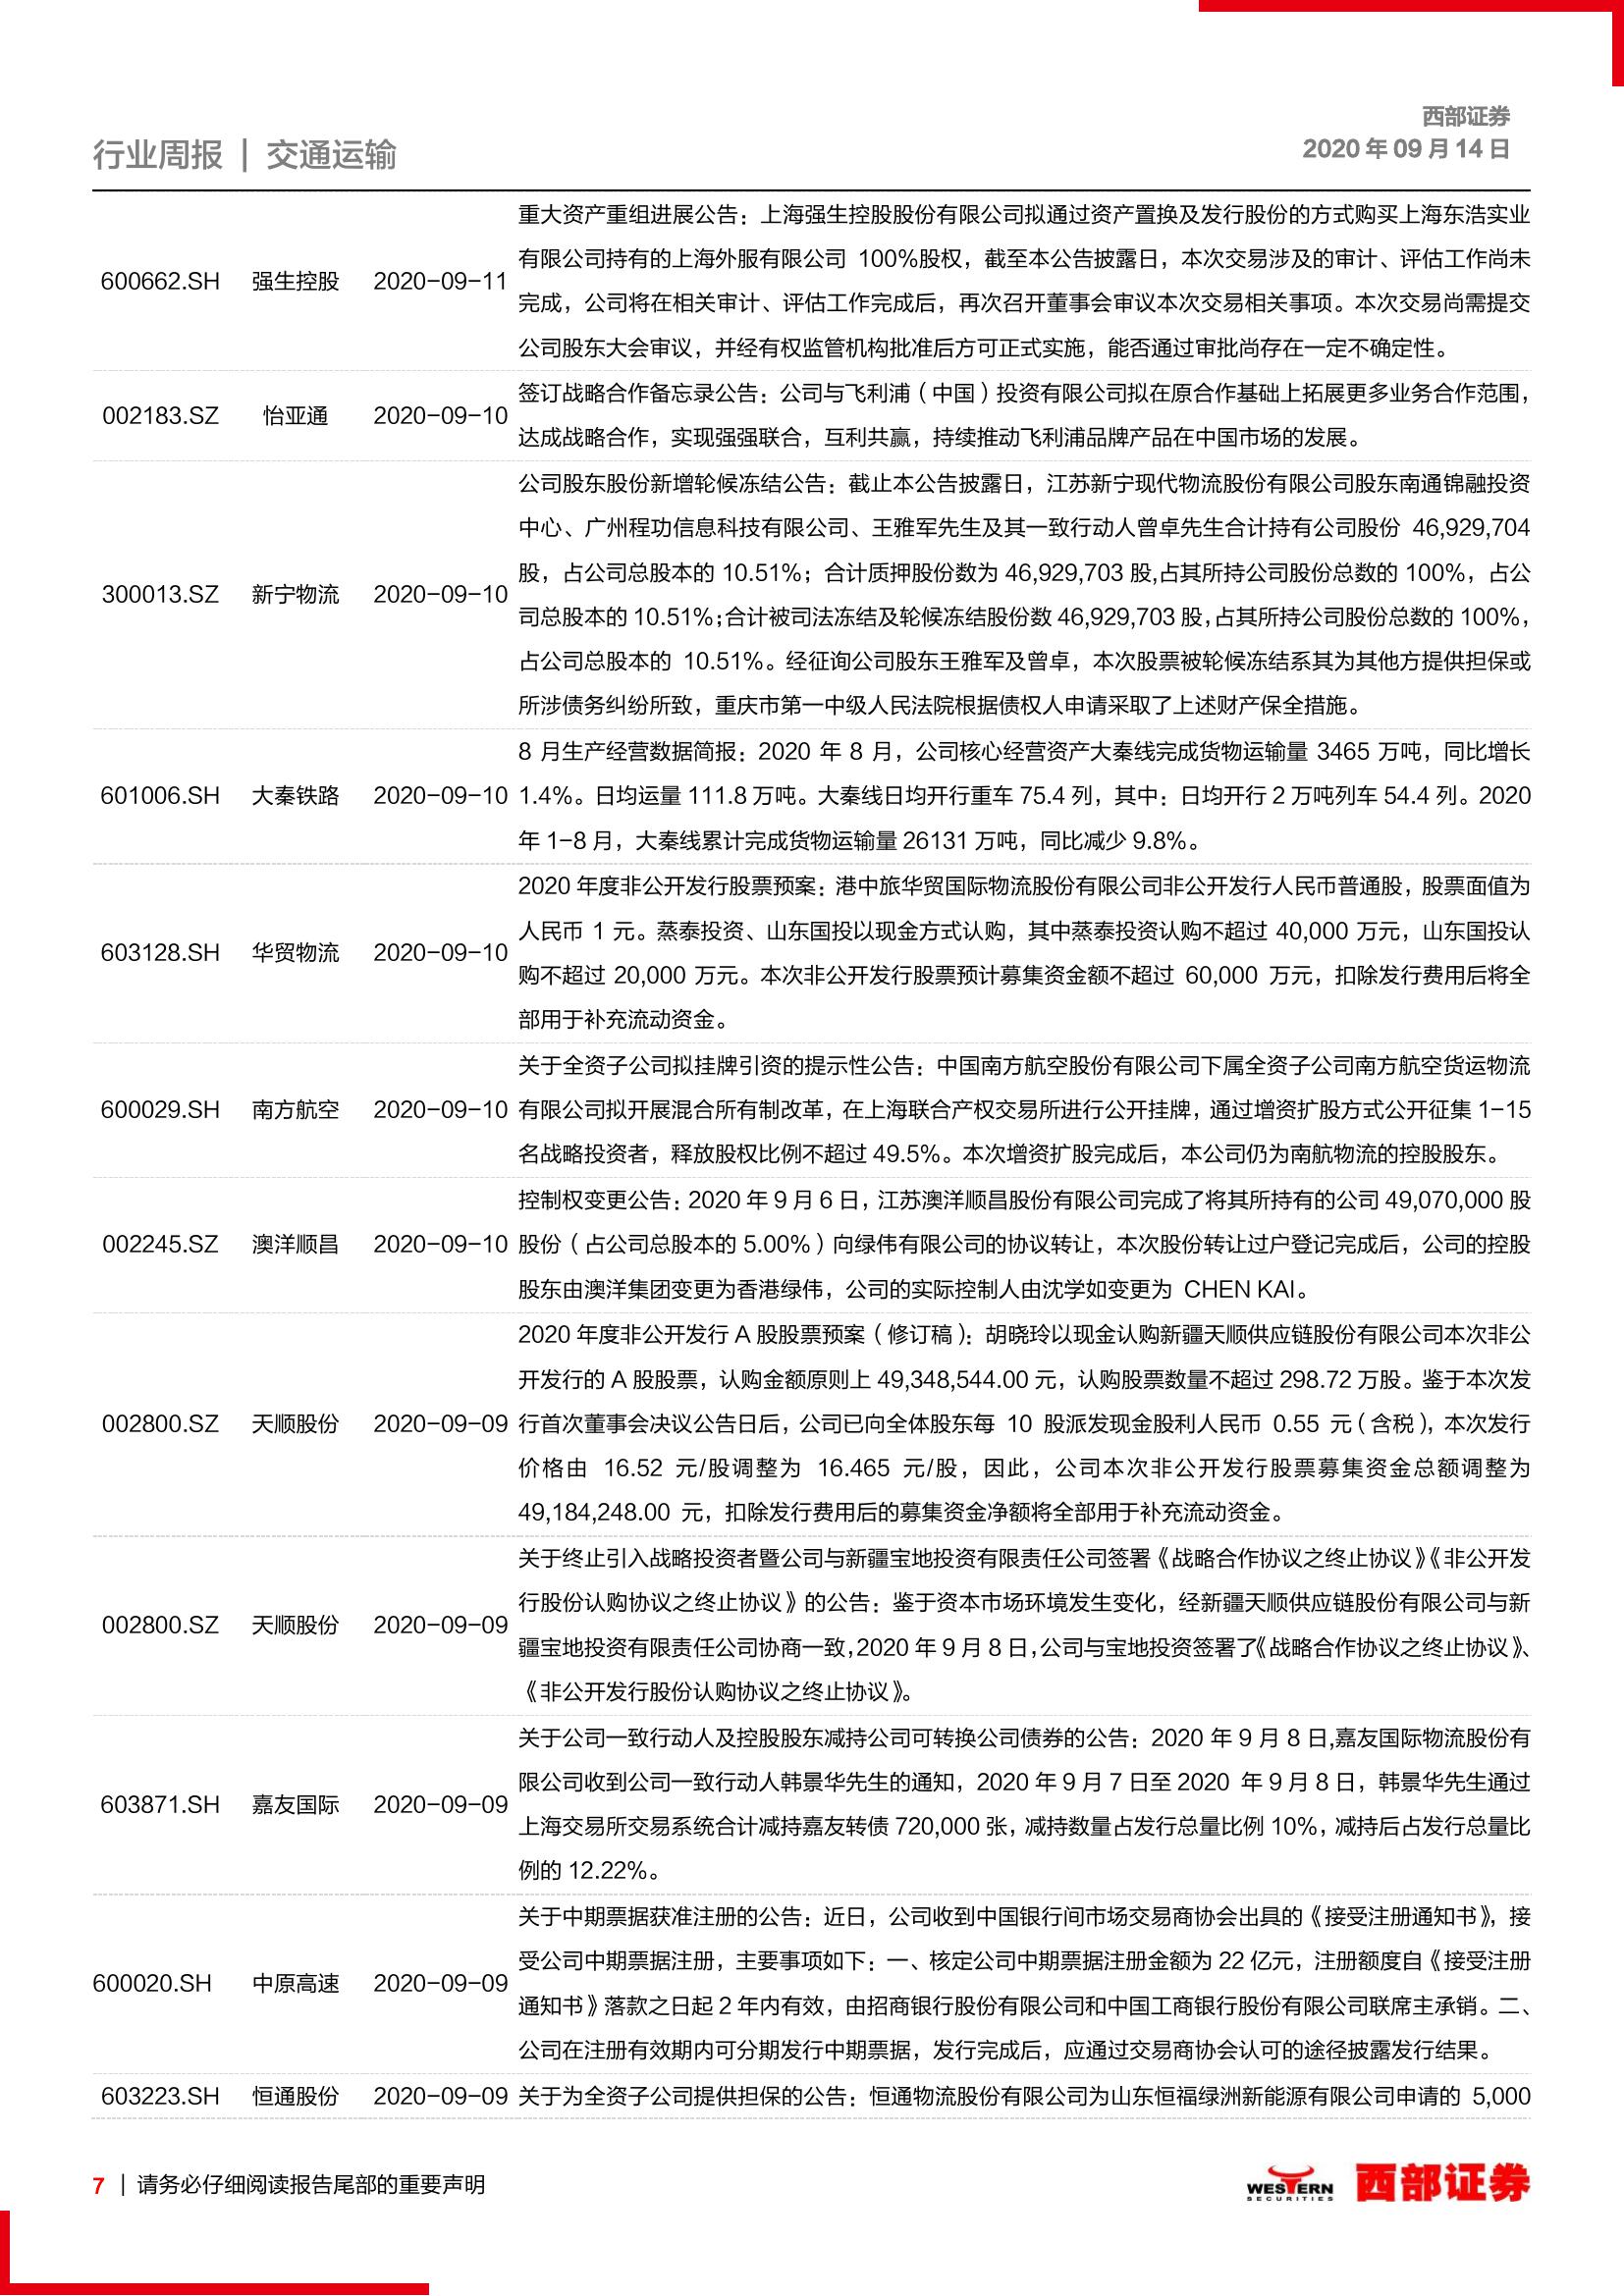 西部证券
行业周报 | 交通运输
2020 年 09 月 14 日
重大资产重组进展公告：上海强生控股股份有限公司拟通过资产置换及发行股份的方式购买上海东浩实业
有限公司持有的上海外服有限公司 100%股权，截至本公告披露日，本次交易涉及的审计、评估工作尚未
600662.SH 强生控股 2020-09-11
完成，公司将在相关审计、评估工作完成后，再次召开董事会审议本次交易相关事项。本次交易尚需提交
公司股东大会审议，并经有权监管机构批准后方可正式实施，能否通过审批尚存在一定不确定性。
签订战略合作备忘录公告：公司与飞利浦（中国）投资有限公司拟在原合作基础上拓展更多业务合作范围，
002183.SZ 怡亚通 2020-09-10
达成战略合作，实现强强联合，互利共赢，持续推动飞利浦品牌产品在中国市场的发展。
公司股东股份新增轮候冻结公告：截止本公告披露日，江苏新宁现代物流股份有限公司股东南通锦融投资
中心、广州程功信息科技有限公司、王雅军先生及其一致行动人曾卓先生合计持有公司股份 46,929,704
股，占公司总股本的 10.51%；合计质押股份数为 46,929,703 股,占其所持公司股份总数的 100%，占公
300013.SZ 新宁物流 2020-09-10
司总股本的 10.51%；合计被司法冻结及轮候冻结股份数 46,929,703 股，占其所持公司股份总数的 100%，
占公司总股本的 10.51%。经征询公司股东王雅军及曾卓，本次股票被轮候冻结系其为其他方提供担保或
所涉债务纠纷所致，重庆市第一中级人民法院根据债权人申请采取了上述财产保全措施。
8 月生产经营数据简报：2020 年 8 月，公司核心经营资产大秦线完成货物运输量 3465 万吨，同比增长
601006.SH 大秦铁路 2020-09-10 1.4%。日均运量 111.8 万吨。大秦线日均开行重车 75.4 列，其中：日均开行 2 万吨列车 54.4 列。2020
年 1-8 月，大秦线累计完成货物运输量 26131 万吨，同比减少 9.8%。
2020 年度非公开发行股票预案：港中旅华贸国际物流股份有限公司非公开发行人民币普通股，股票面值为
人民币 1 元。蒸泰投资、山东国投以现金方式认购，其中蒸泰投资认购不超过 40,000 万元，山东国投认
603128.SH 华贸物流 2020-09-10
购不超过 20,000 万元。本次非公开发行股票预计募集资金额不超过 60,000 万元，扣除发行费用后将全
部用于补充流动资金。
关于全资子公司拟挂牌引资的提示性公告：中国南方航空股份有限公司下属全资子公司南方航空货运物流
600029.SH 南方航空 2020-09-10 有限公司拟开展混合所有制改革，在上海联合产权交易所进行公开挂牌，通过增资扩股方式公开征集 1-15
名战略投资者，释放股权比例不超过 49.5%。本次增资扩股完成后，本公司仍为南航物流的控股股东。
控制权变更公告：2020 年 9 月 6 日，江苏澳洋顺昌股份有限公司完成了将其所持有的公司 49,070,000 股
002245.SZ 澳洋顺昌 2020-09-10 股份（占公司总股本的 5.00%）向绿伟有限公司的协议转让，本次股份转让过户登记完成后，公司的控股
股东由澳洋集团变更为香港绿伟，公司的实际控制人由沈学如变更为 CHEN KAI。
2020 年度非公开发行 A 股股票预案（修订稿）：胡晓玲以现金认购新疆天顺供应链股份有限公司本次非公
开发行的 A 股股票，认购金额原则上 49,348,544.00 元，认购股票数量不超过 298.72 万股。鉴于本次发
002800.SZ 天顺股份 2020-09-09 行首次董事会决议公告日后，公司已向全体股东每 10 股派发现金股利人民币 0.55 元（含税），本次发行
价格由 16.52 元/股调整为 16.465 元/股，因此，公司本次非公开发行股票募集资金总额调整为
49,184,248.00 元，扣除发行费用后的募集资金净额将全部用于补充流动资金。
关于终止引入战略投资者暨公司与新疆宝地投资有限责任公司签署《战略合作协议之终止协议》《非公开发
行股份认购协议之终止协议》的公告：鉴于资本市场环境发生变化，经新疆天顺供应链股份有限公司与新
002800.SZ 天顺股份 2020-09-09
疆宝地投资有限责任公司协商一致，2020 年 9 月 8 日，公司与宝地投资签署了《战略合作协议之终止协议》、
《非公开发行股份认购协议之终止协议》。
关于公司一致行动人及控股股东减持公司可转换公司债券的公告：2020 年 9 月 8 日,嘉友国际物流股份有
限公司收到公司一致行动人韩景华先生的通知，2020 年 9 月 7 日至 2020 年 9 月 8 日，韩景华先生通过
603871.SH 嘉友国际 2020-09-09
上海交易所交易系统合计减持嘉友转债 720,000 张，减持数量占发行总量比例 10%，减持后占发行总量比
例的 12.22%。
关于中期票据获准注册的公告：近日，公司收到中国银行间市场交易商协会出具的《接受注册通知书》，接
受公司中期票据注册，主要事项如下：一、核定公司中期票据注册金额为 22 亿元，注册额度自《接受注册
600020.SH 中原高速 2020-09-09
通知书》落款之日起 2 年内有效，由招商银行股份有限公司和中国工商银行股份有限公司联席主承销。二、
公司在注册有效期内可分期发行中期票据，发行完成后，应通过交易商协会认可的途径披露发行结果。
603223.SH 恒通股份 2020-09-09 关于为全资子公司提供担保的公告：恒通物流股份有限公司为山东恒福绿洲新能源有限公司申请的 5,000
7 | 请务必仔细阅读报告尾部的重要声明
WESTERN
SECURITIES
西部证券